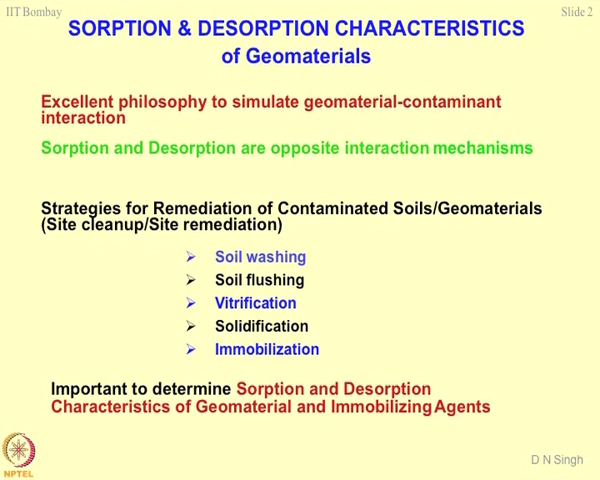 IIT Bombay
Slide 2
SORPTION & DESORPTION CHARACTERISTICS
of Geomaterials
Excellent philosophy to simulate geomaterial-contaminant
interaction
Sorption and Desorption are opposite interaction mechanisms
Strategies for Remediation of Contaminated Soils/Geomaterials
(Site cleanup/Site remediation)
➢ Soil washing
➢ Soil flushing
➢ Vitrification
➢ Solidification
➢ Immobilization
Important to determine Sorption and Desorption
Characteristics of Geomaterial and Immobilizing Agents
D N Singh
NPTEL